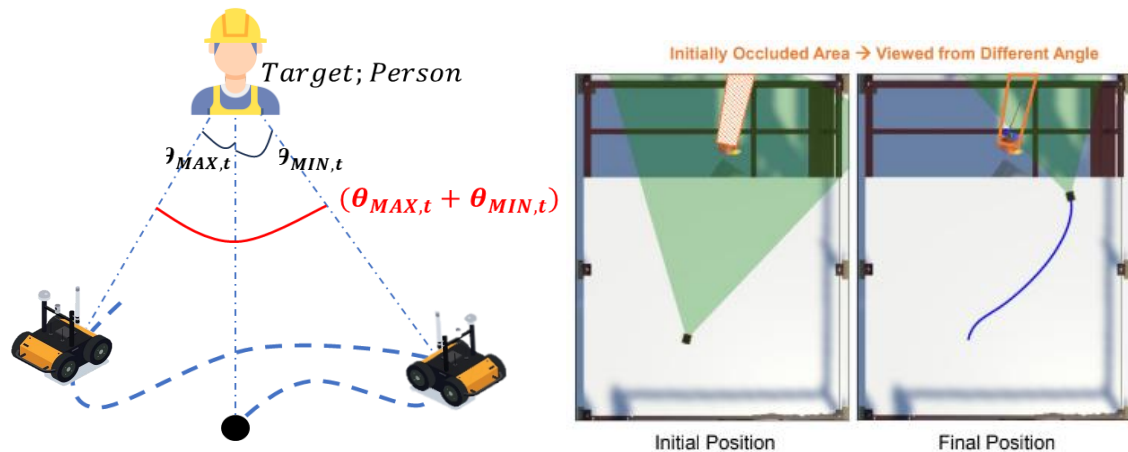 Target; Person
θMAX,t
θMIN,t
(θMAX,t + θMIN,t)
Initially Occluded Area → Viewed from Different Angle
Initial Position
Final Position